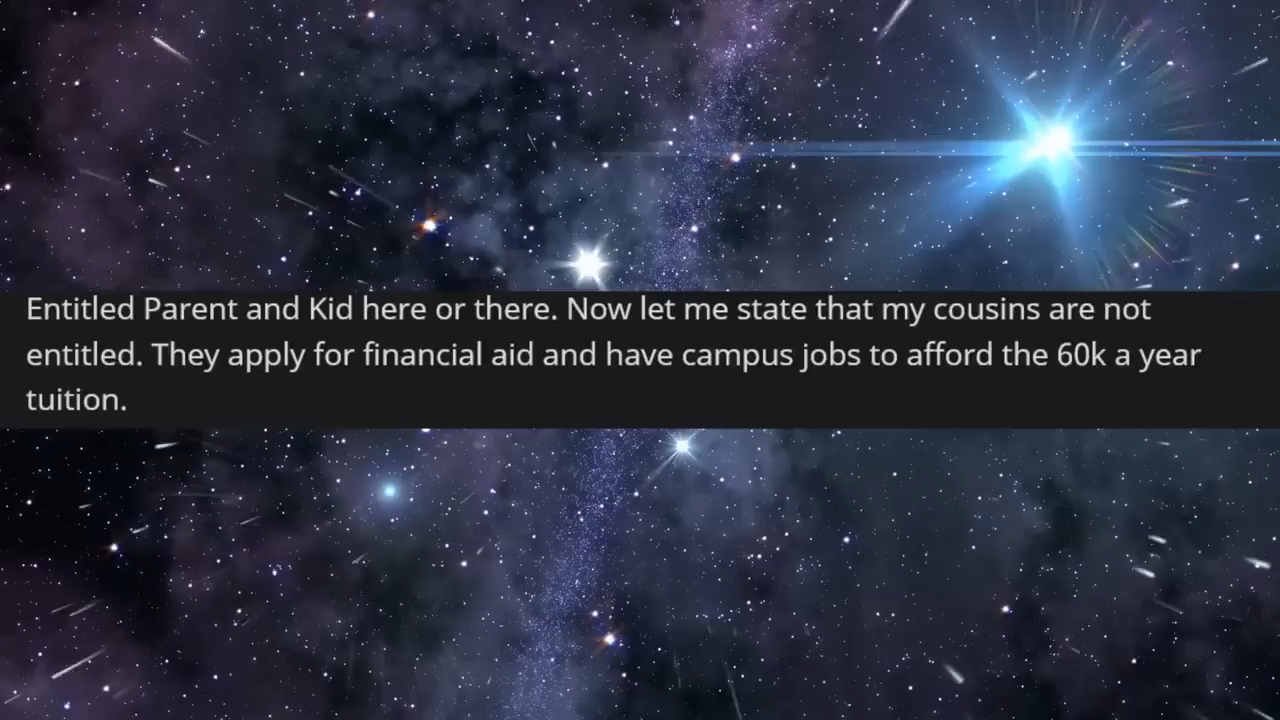 Entitled Parent and Kid here or there. Now let me state that my cousins are not
entitled. They apply for financial aid and have campus jobs to afford the 60k a year
tuition.